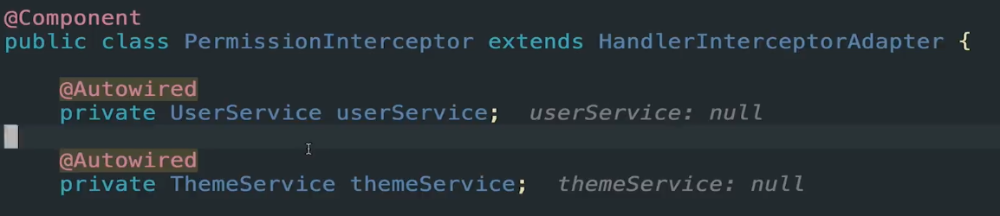 @Component
public class PermissionInterceptor extends HandlerInterceptorAdapter {
@Autowired
private UserService userService; userService: null
@Autowired
private ThemeService themeService; themeService: null